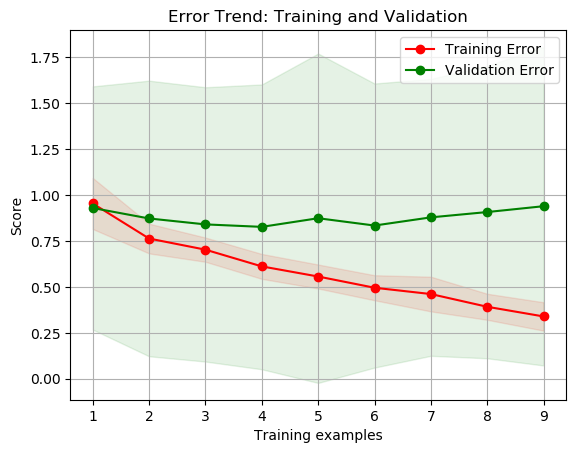 Error Trend: Training and Validation
Training Error
Validation Error
1.75
1.50
1.25
1.00
0.75
0.50
0.25
0.00
Score
1 2 3 4 5 6 7 8 9
Training examples